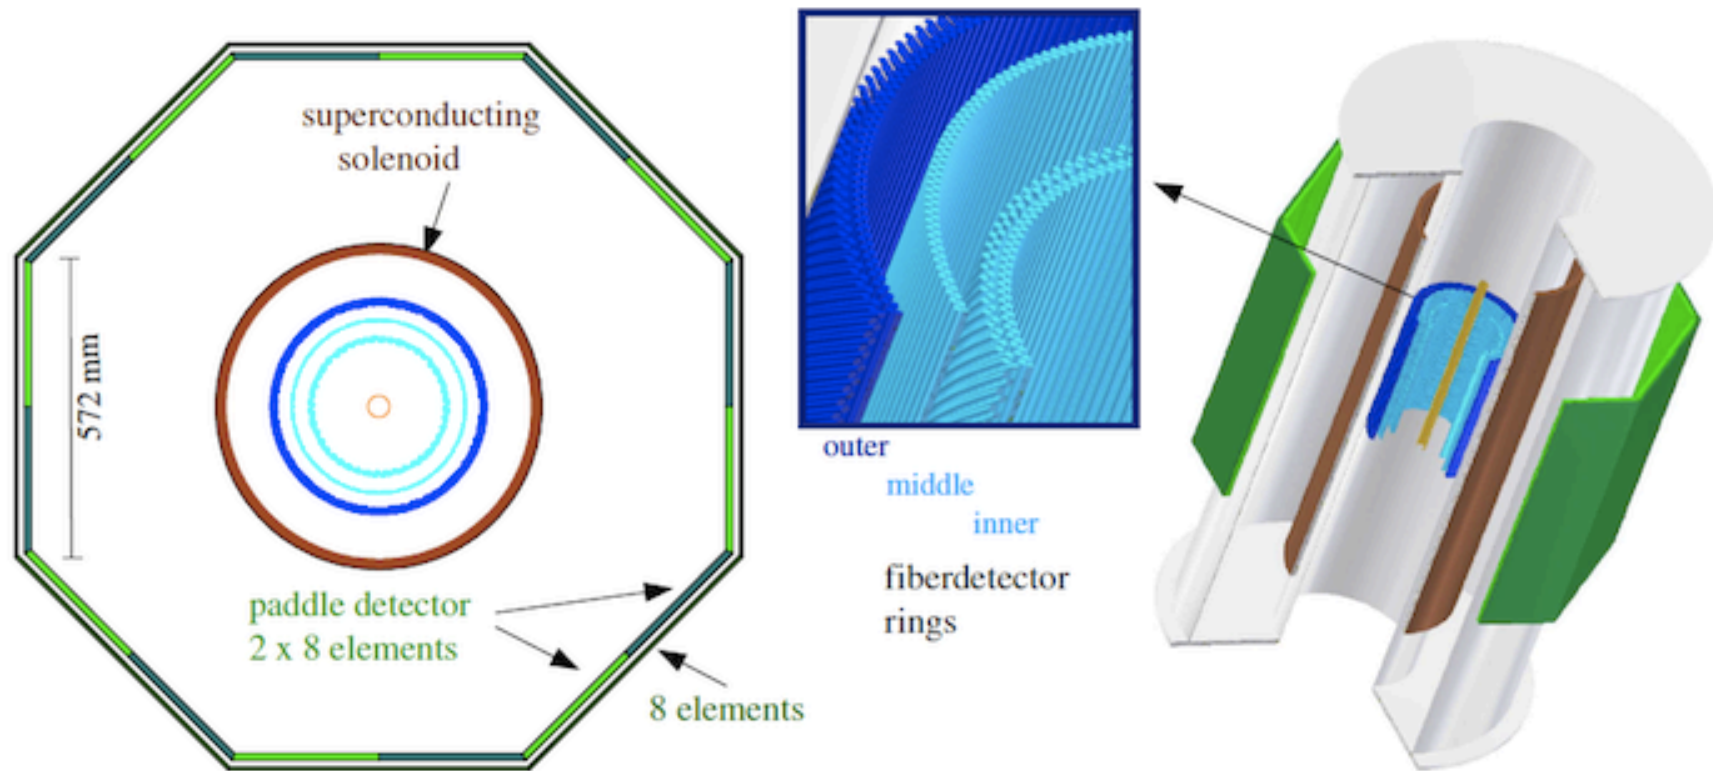 superconducting
solenoid
572 mm
paddle detector
2 x 8 elements
8 elements
outer
middle
inner
fiberdetector
rings